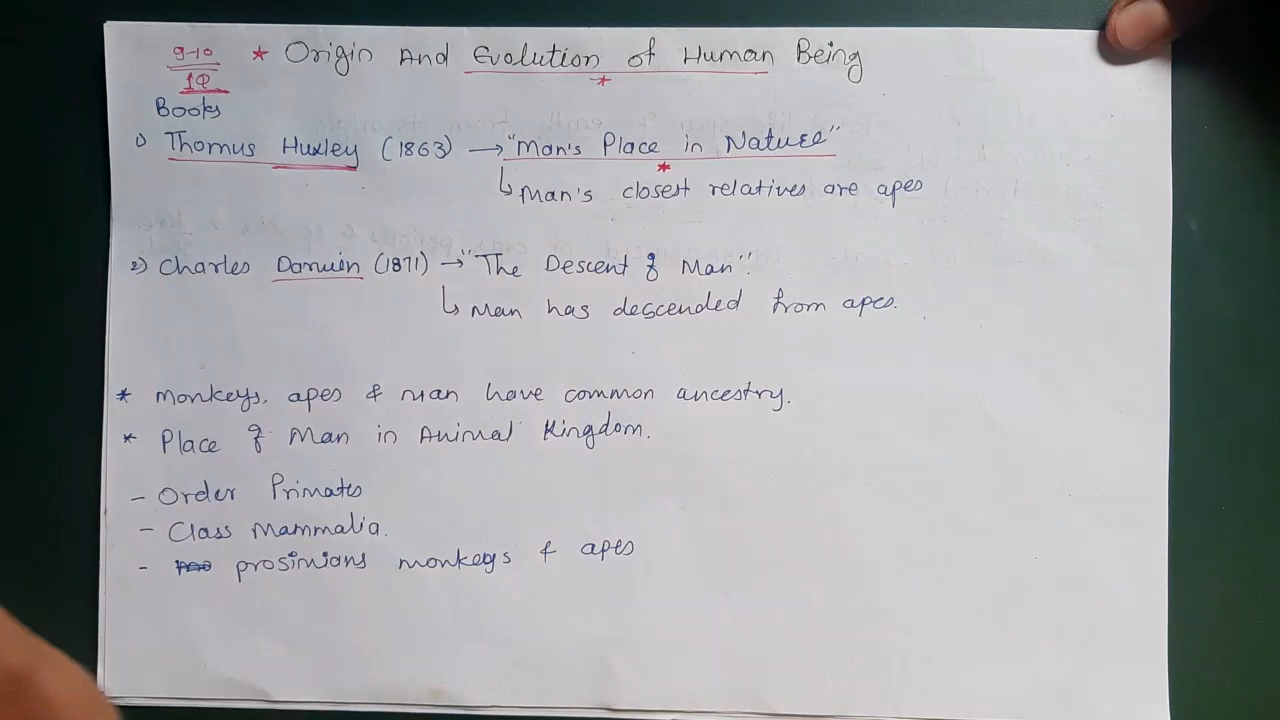 9-10 * Origin And Evolution of Human Being
1Q *
Books
1) Thomus Huxley (1863) → "Man's Place in Nature"
*
↳ Man's closest relatives are apes
2) Charles Darwin (1871) → "The Descent of Man".
↳ Man has descended from apes.
* monkeys, apes & Man have common ancestry.
* Place of Man in Animal Kingdom.
- Order Primates
- Class Mammalia.
- prosimians monkeys & apes